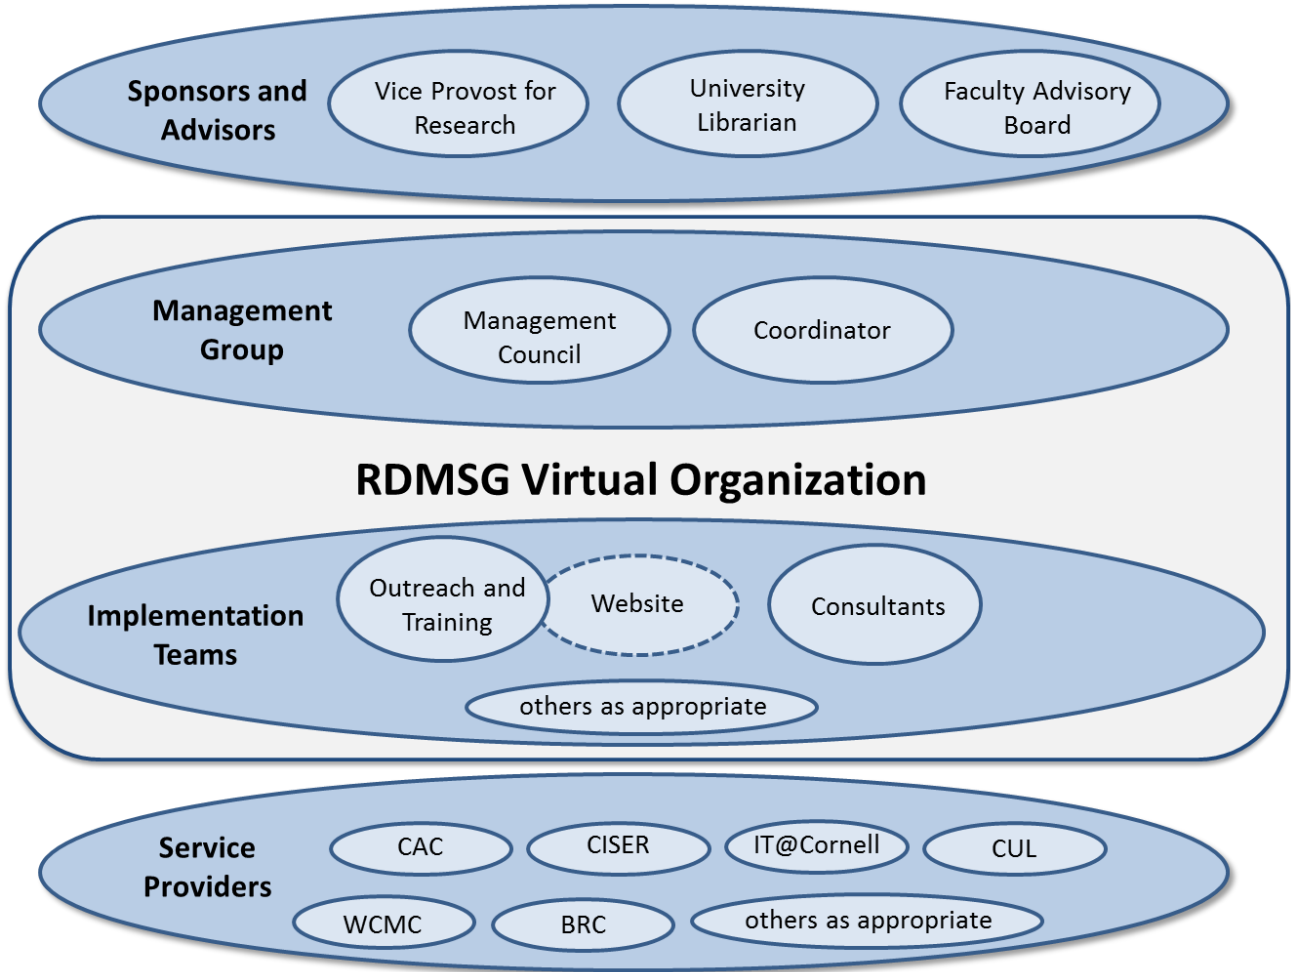 Sponsors and
Advisors
Vice Provost for
Research
University
Librarian
Faculty Advisory
Board
Management
Group
Management
Council
Coordinator
RDMSG Virtual Organization
Implementation
Teams
Outreach and
Training
Website
Consultants
others as appropriate
Service
Providers
CAC
CISER
IT@Cornell
CUL
WCMC
BRC
others as appropriate